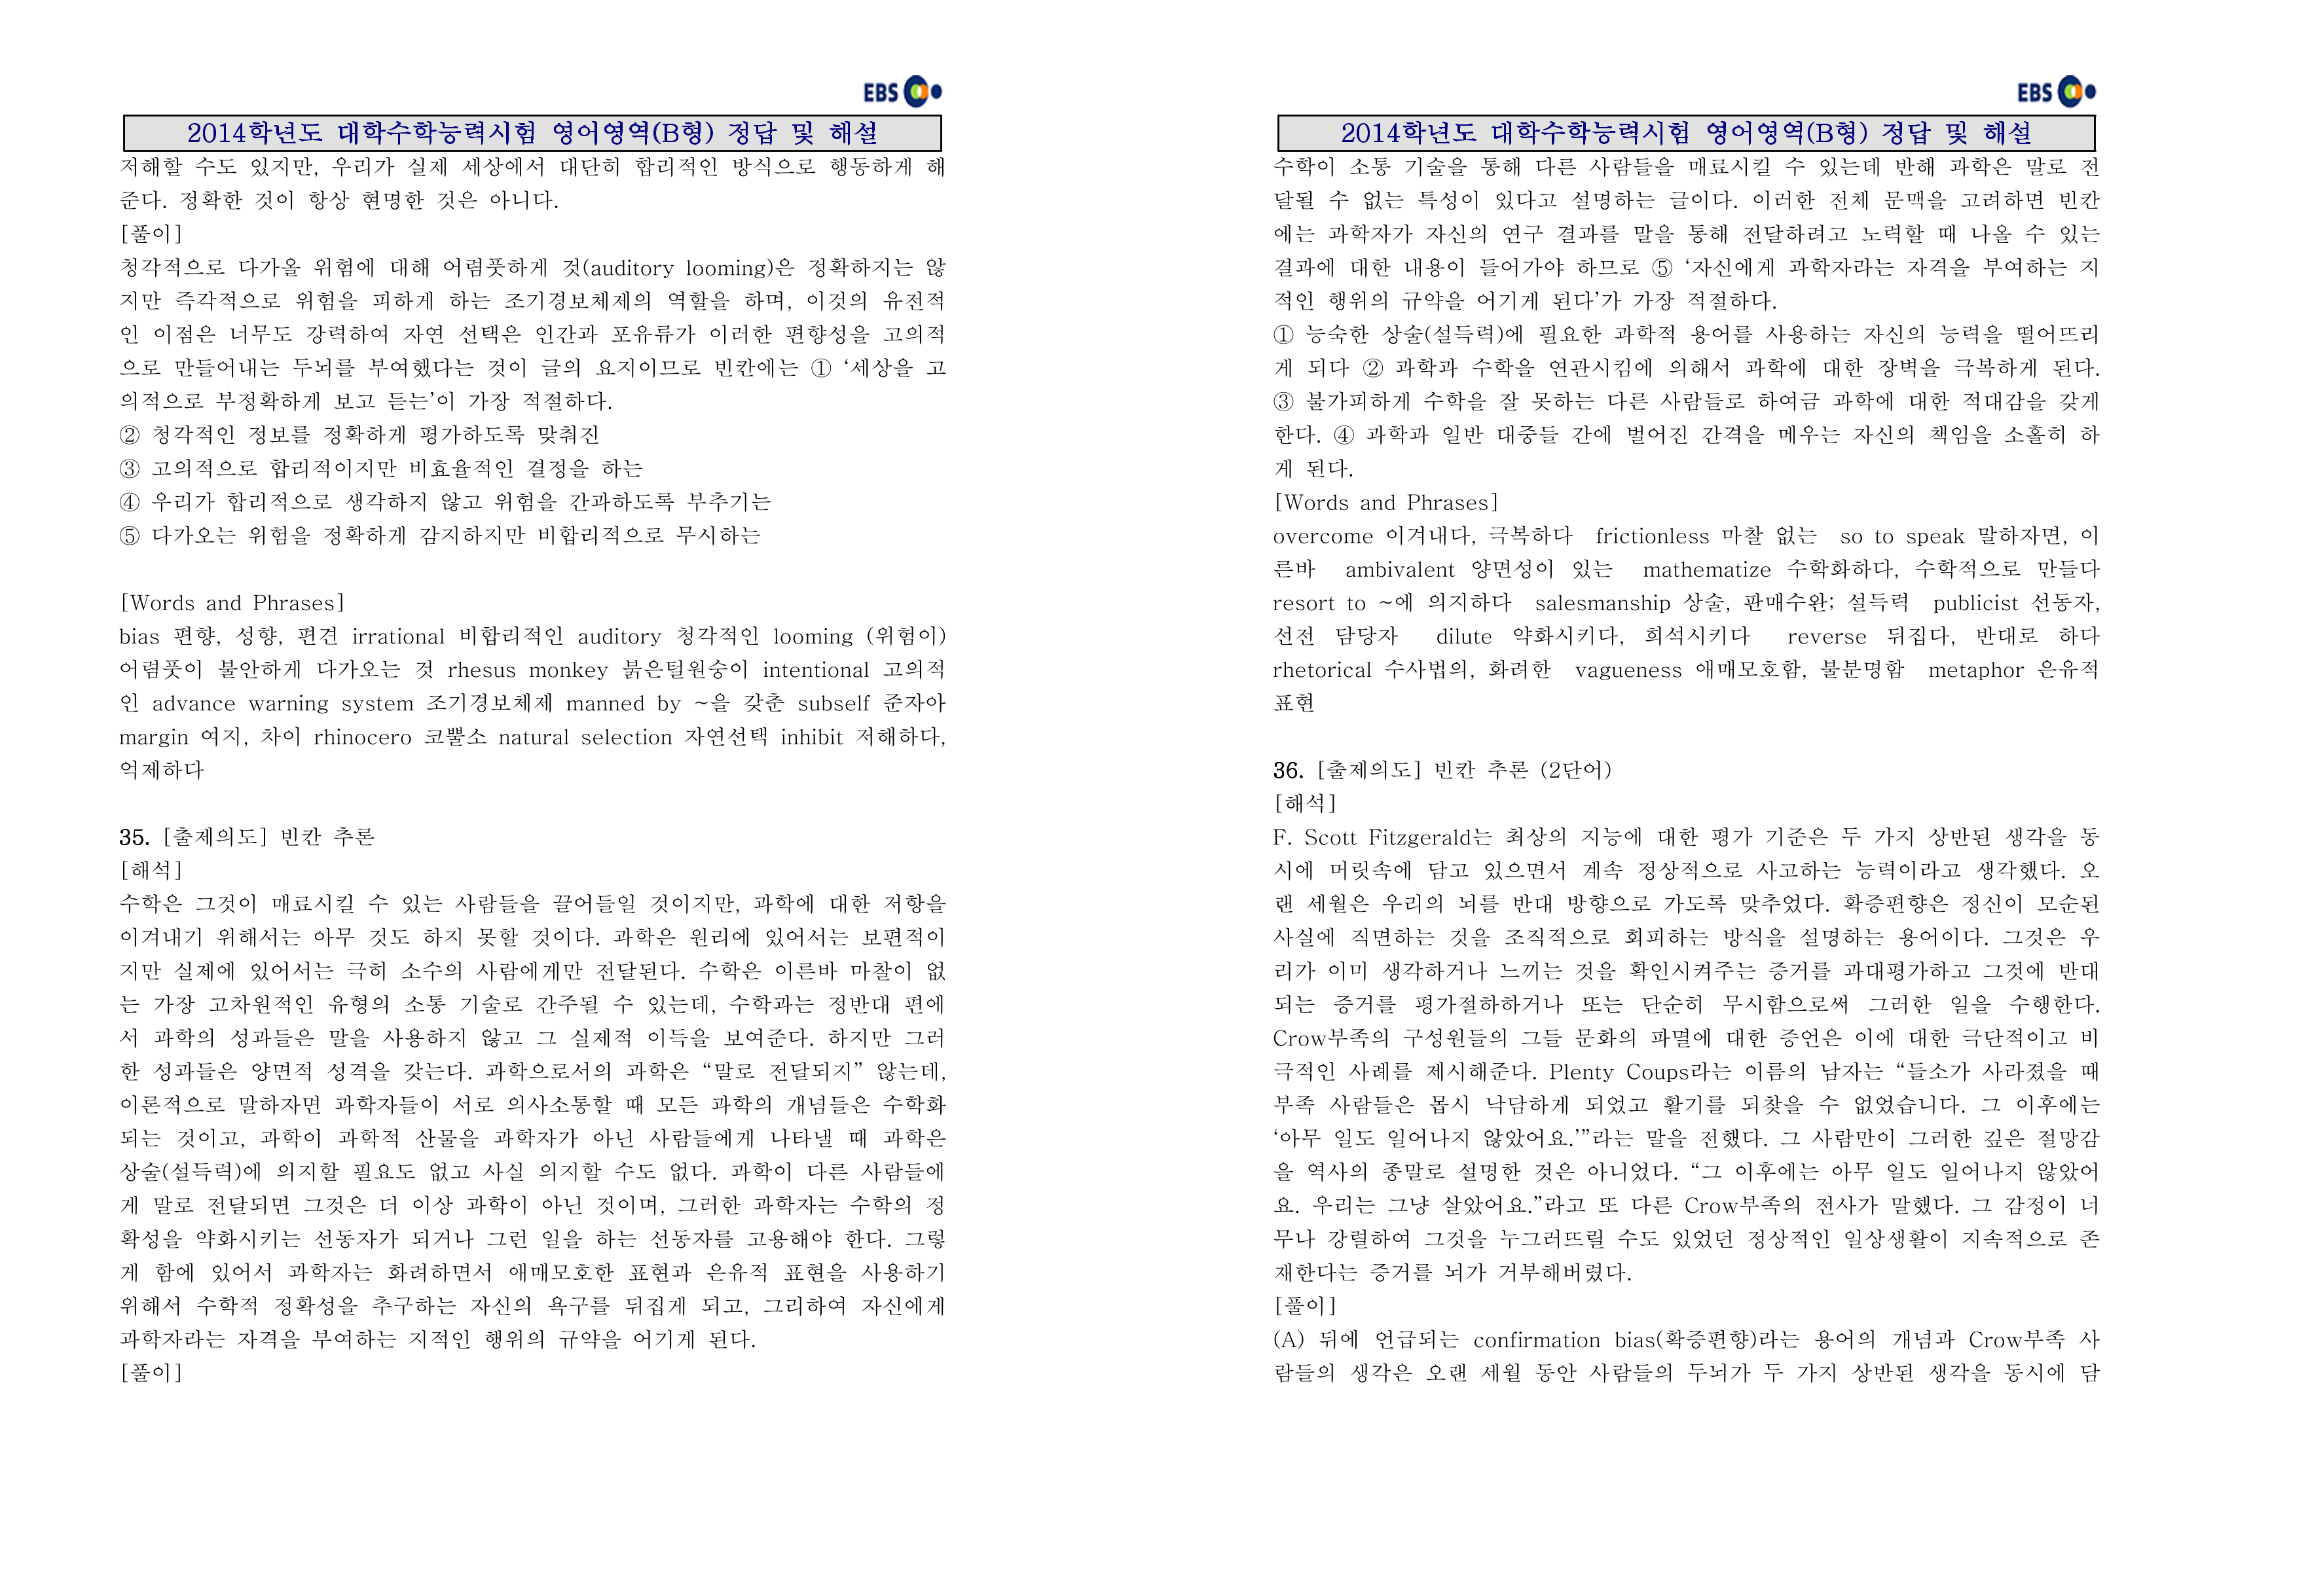 EBS
2014학년도 대학수학능력시험 영어영역(B형) 정답 및 해설
저해할 수도 있지만, 우리가 실제 세상에서 대단히 합리적인 방식으로 행동하게 해
준다. 정확한 것이 항상 현명한 것은 아니다.
[풀이]
청각적으로 다가올 위험에 대해 어렴풋하게 것(auditory looming)은 정확하지는 않
지만 즉각적으로 위험을 피하게 하는 조기경보체제의 역할을 하며, 이것의 유전적
인 이점은 너무도 강력하여 자연 선택은 인간과 포유류가 이러한 편향성을 고의적
으로 만들어내는 두뇌를 부여했다는 것이 글의 요지이므로 빈칸에는 ① ‘세상을 고
의적으로 부정확하게 보고 듣는’이 가장 적절하다.
② 청각적인 정보를 정확하게 평가하도록 맞춰진
③ 고의적으로 합리적이지만 비효율적인 결정을 하는
④ 우리가 합리적으로 생각하지 않고 위험을 간과하도록 부추기는
⑤ 다가오는 위험을 정확하게 감지하지만 비합리적으로 무시하는
[Words and Phrases]
bias 편향, 성향, 편견 irrational 비합리적인 auditory 청각적인 looming (위험이)
어렴풋이 불안하게 다가오는 것 rhesus monkey 붉은털원숭이 intentional 고의적
인 advance warning system 조기경보체제 manned by ~을 갖춘 subself 준자아
margin 여지, 차이 rhinocero 코뿔소 natural selection 자연선택 inhibit 저해하다,
억제하다
35. [출제의도] 빈칸 추론
[해석]
수학은 그것이 매료시킬 수 있는 사람들을 끌어들일 것이지만, 과학에 대한 저항을
이겨내기 위해서는 아무 것도 하지 못할 것이다. 과학은 원리에 있어서는 보편적이
지만 실제에 있어서는 극히 소수의 사람에게만 전달된다. 수학은 이른바 마찰이 없
는 가장 고차원적인 유형의 소통 기술로 간주될 수 있는데, 수학과는 정반대 편에
서 과학의 성과들은 말을 사용하지 않고 그 실제적 이득을 보여준다. 하지만 그러
한 성과들은 양면적 성격을 갖는다. 과학으로서의 과학은 “말로 전달되지” 않는데,
이론적으로 말하자면 과학자들이 서로 의사소통할 때 모든 과학의 개념들은 수학화
되는 것이고, 과학이 과학적 산물을 과학자가 아닌 사람들에게 나타낼 때 과학은
상술(설득력)에 의지할 필요도 없고 사실 의지할 수도 없다. 과학이 다른 사람들에
게 말로 전달되면 그것은 더 이상 과학이 아닌 것이며, 그러한 과학자는 수학의 정
확성을 약화시키는 선동자가 되거나 그런 일을 하는 선동자를 고용해야 한다. 그렇
게 함에 있어서 과학자는 화려하면서 애매모호한 표현과 은유적 표현을 사용하기
위해서 수학적 정확성을 추구하는 자신의 욕구를 뒤집게 되고, 그리하여 자신에게
과학자라는 자격을 부여하는 지적인 행위의 규약을 어기게 된다.
[풀이]
EBS
2014학년도 대학수학능력시험 영어영역(B형) 정답 및 해설
수학이 소통 기술을 통해 다른 사람들을 매료시킬 수 있는데 반해 과학은 말로 전
달될 수 없는 특성이 있다고 설명하는 글이다. 이러한 전체 문맥을 고려하면 빈칸
에는 과학자가 자신의 연구 결과를 말을 통해 전달하려고 노력할 때 나올 수 있는
결과에 대한 내용이 들어가야 하므로 ⑤ ‘자신에게 과학자라는 자격을 부여하는 지
적인 행위의 규약을 어기게 된다’가 가장 적절하다.
① 능숙한 상술(설득력)에 필요한 과학적 용어를 사용하는 자신의 능력을 떨어뜨리
게 되다 ② 과학과 수학을 연관시킴에 의해서 과학에 대한 장벽을 극복하게 된다.
③ 불가피하게 수학을 잘 못하는 다른 사람들로 하여금 과학에 대한 적대감을 갖게
한다. ④ 과학과 일반 대중들 간에 벌어진 간격을 메우는 자신의 책임을 소홀히 하
게 된다.
[Words and Phrases]
overcome 이겨내다, 극복하다 frictionless 마찰 없는 so to speak 말하자면, 이
른바 ambivalent 양면성이 있는 mathematize 수학화하다, 수학적으로 만들다
resort to ~에 의지하다 salesmanship 상술, 판매수완; 설득력 publicist 선동자,
선전 담당자 dilute 약화시키다, 희석시키다 reverse 뒤집다, 반대로 하다
rhetorical 수사법의, 화려한 vagueness 애매모호함, 불분명함 metaphor 은유적
표현
36. [출제의도] 빈칸 추론 (2단어)
[해석]
F. Scott Fitzgerald는 최상의 지능에 대한 평가 기준은 두 가지 상반된 생각을 동
시에 머릿속에 담고 있으면서 계속 정상적으로 사고하는 능력이라고 생각했다. 오
랜 세월은 우리의 뇌를 반대 방향으로 가도록 맞추었다. 확증편향은 정신이 모순된
사실에 직면하는 것을 조직적으로 회피하는 방식을 설명하는 용어이다. 그것은 우
리가 이미 생각하거나 느끼는 것을 확인시켜주는 증거를 과대평가하고 그것에 반대
되는 증거를 평가절하하거나 또는 단순히 무시함으로써 그러한 일을 수행한다.
Crow부족의 구성원들의 그들 문화의 파멸에 대한 증언은 이에 대한 극단적이고 비
극적인 사례를 제시해준다. Plenty Coups라는 이름의 남자는 “들소가 사라졌을 때
부족 사람들은 몹시 낙담하게 되었고 활기를 되찾을 수 없었습니다. 그 이후에는
‘아무 일도 일어나지 않았어요.’”라는 말을 전했다. 그 사람만이 그러한 깊은 절망감
을 역사의 종말로 설명한 것은 아니었다. “그 이후에는 아무 일도 일어나지 않았어
요. 우리는 그냥 살았어요.”라고 또 다른 Crow부족의 전사가 말했다. 그 감정이 너
무나 강렬하여 그것을 누그러뜨릴 수도 있었던 정상적인 일상생활이 지속적으로 존
재한다는 증거를 뇌가 거부해버렸다.
[풀이]
(A) 뒤에 언급되는 confirmation bias(확증편향)라는 용어의 개념과 Crow부족 사
람들의 생각은 오랜 세월 동안 사람들의 두뇌가 두 가지 상반된 생각을 동시에 담